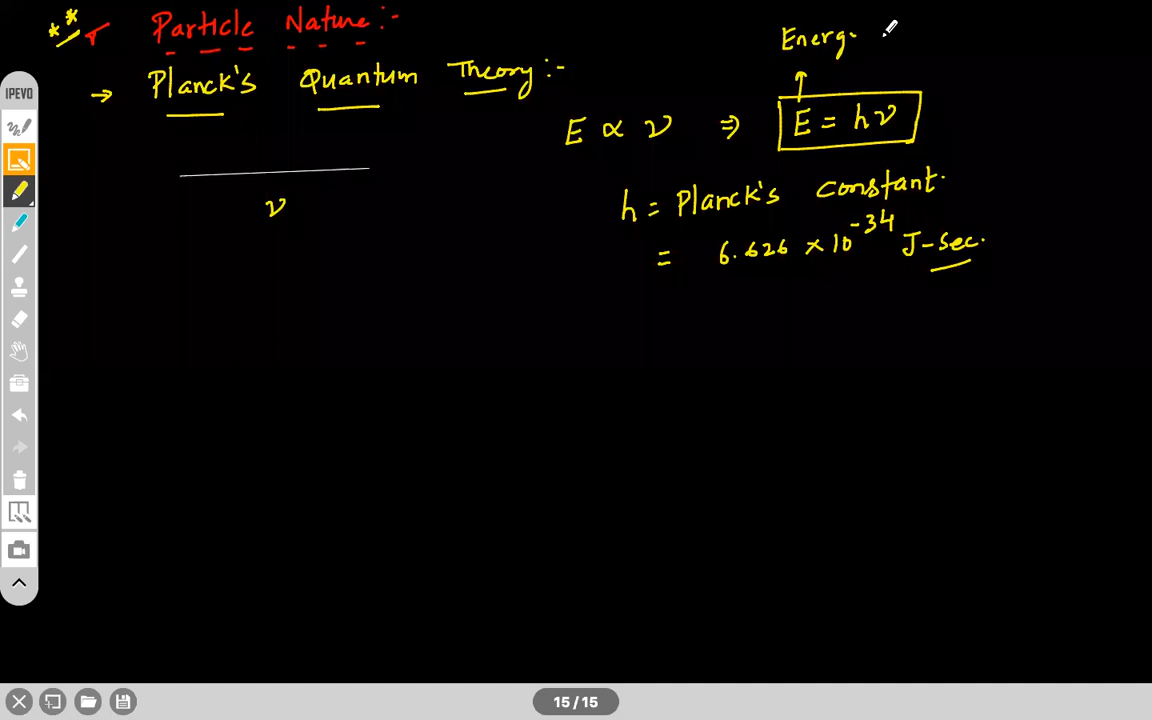 ** Particle Nature :-
→ Planck's Quantum Theory :-
ν
Energ.
E ∝ ν ⇒ E = hν
h = Planck's Constant.
= 6.626 × 10⁻³⁴ J-Sec.
IPEVO
15 / 15